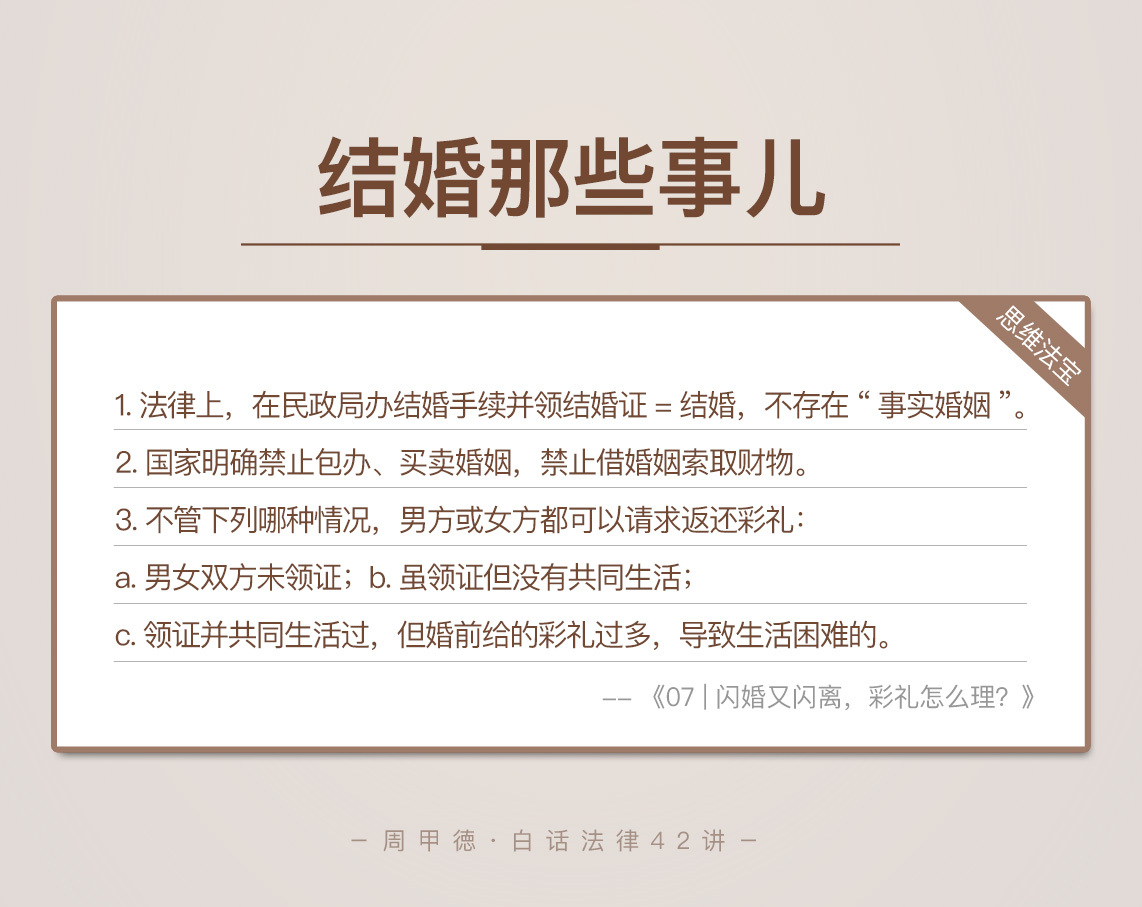 结婚那些事儿
思维法宝
1. 法律上，在民政局办结婚手续并领结婚证 = 结婚，不存在 “ 事实婚姻 ”。
2. 国家明确禁止包办、买卖婚姻，禁止借婚姻索取财物。
3. 不管下列哪种情况，男方或女方都可以请求返还彩礼：
a. 男女双方未领证；b. 虽领证但没有共同生活；
c. 领证并共同生活过，但婚前给的彩礼过多，导致生活困难的。
-- 《07 | 闪婚又闪离，彩礼怎么理？》
— 周甲德 · 白话法律42讲 —